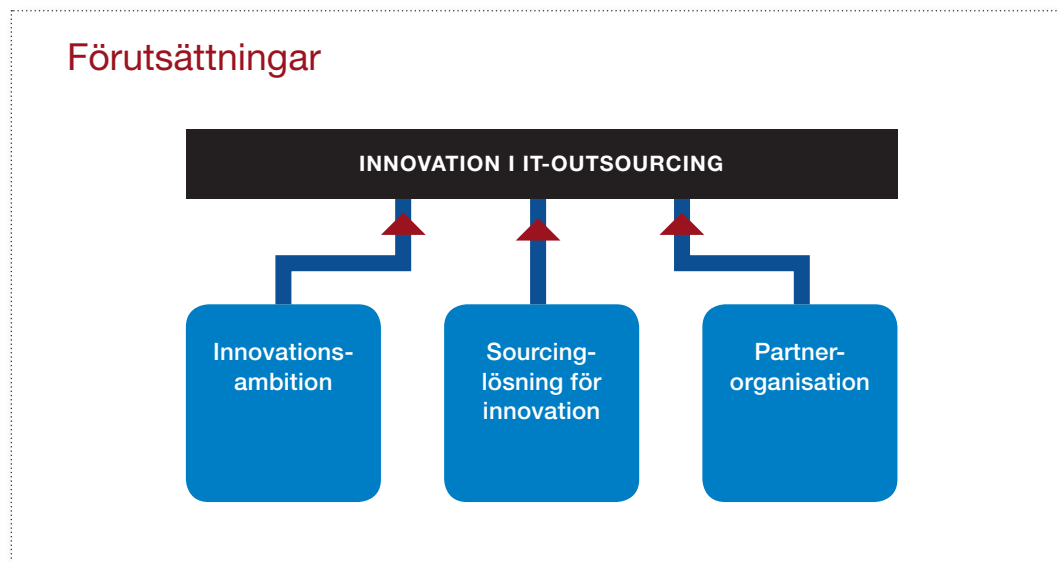 Förutsättningar
INNOVATION I IT-OUTSOURCING
Innovations-
ambition
Sourcing-
lösning för
innovation
Partner-
organisation